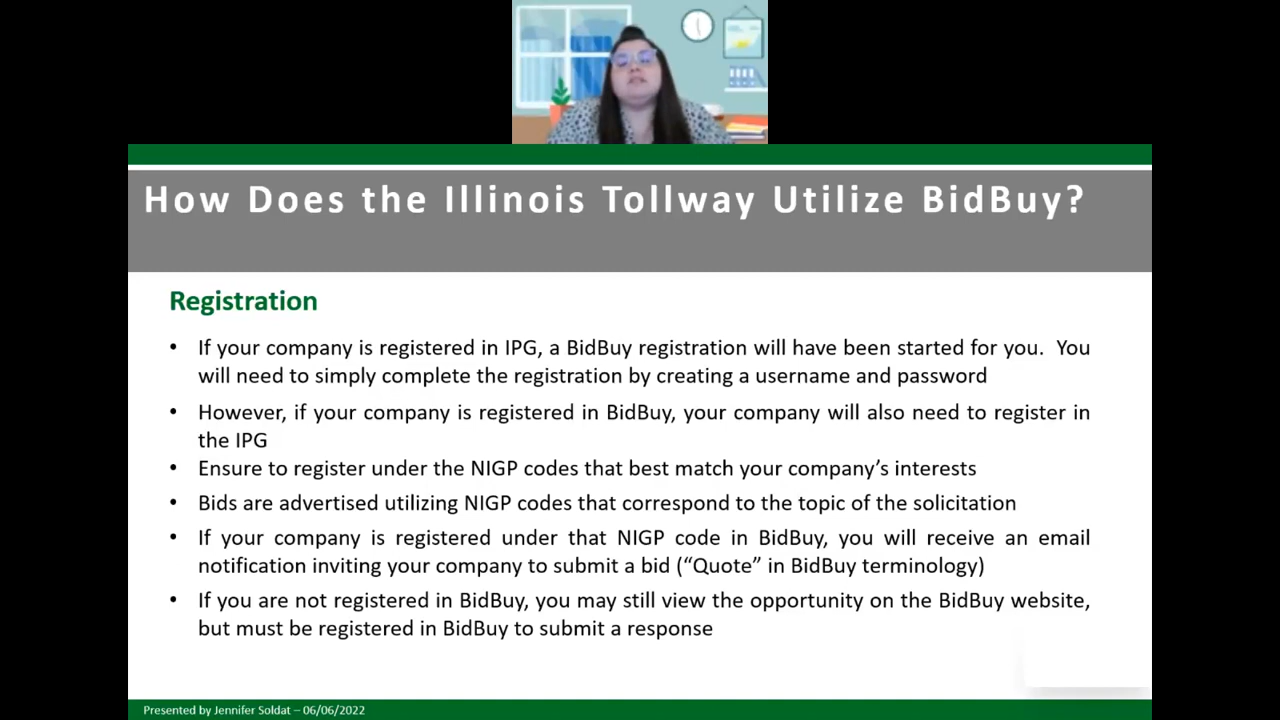 How Does the Illinois Tollway Utilize BidBuy?
Registration
• If your company is registered in IPG, a BidBuy registration will have been started for you. You
will need to simply complete the registration by creating a username and password
• However, if your company is registered in BidBuy, your company will also need to register in
the IPG
• Ensure to register under the NIGP codes that best match your company’s interests
• Bids are advertised utilizing NIGP codes that correspond to the topic of the solicitation
• If your company is registered under that NIGP code in BidBuy, you will receive an email
notification inviting your company to submit a bid (“Quote” in BidBuy terminology)
• If you are not registered in BidBuy, you may still view the opportunity on the BidBuy website,
but must be registered in BidBuy to submit a response
Presented by Jennifer Soldat – 06/06/2022